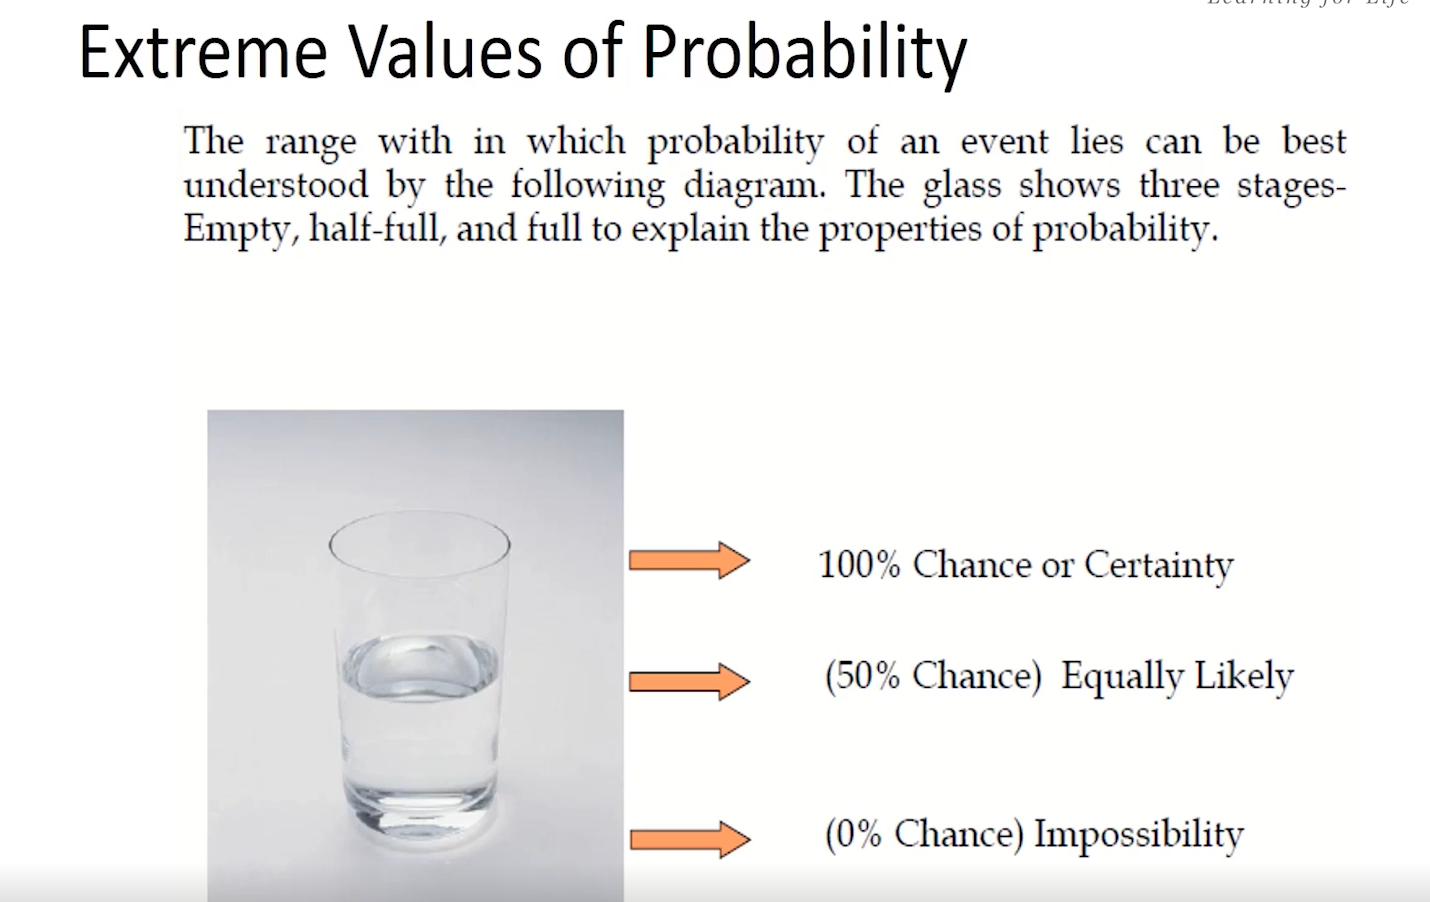 Learning for Life
Extreme Values of Probability
The range with in which probability of an event lies can be best
understood by the following diagram. The glass shows three stages-
Empty, half-full, and full to explain the properties of probability.
100% Chance or Certainty
(50% Chance) Equally Likely
(0% Chance) Impossibility